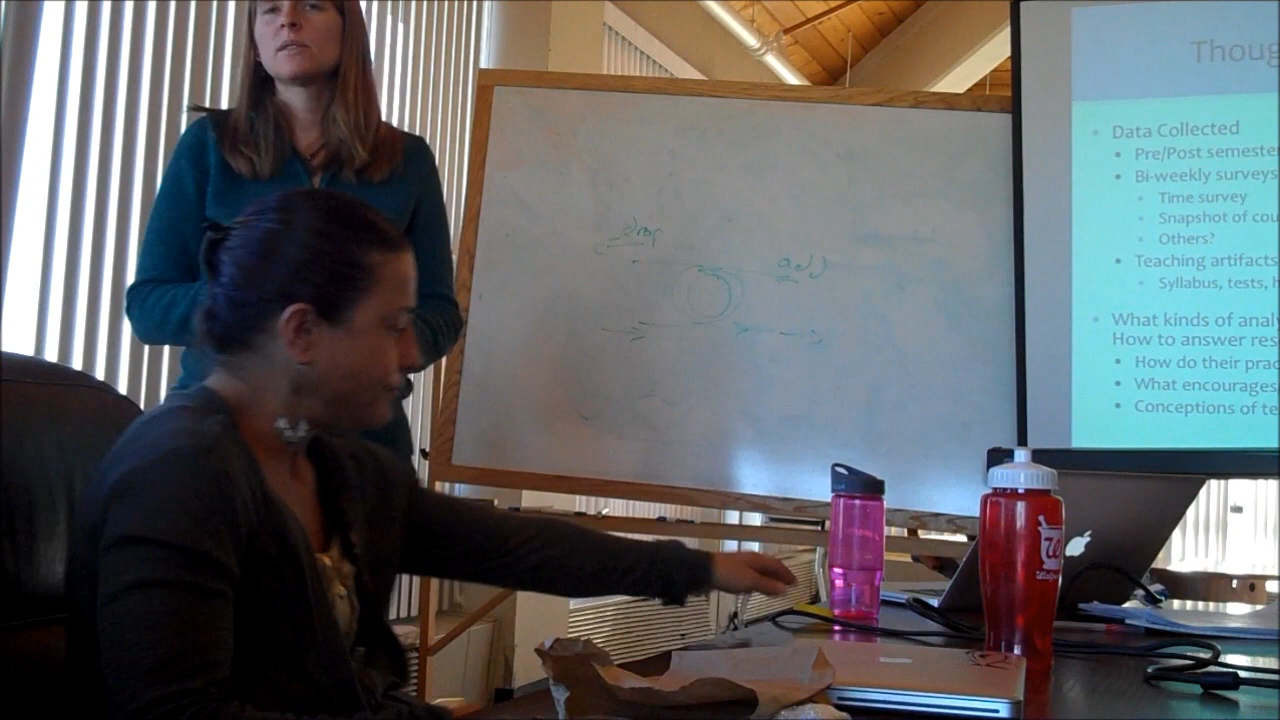 Thoug
• Data Collected
• Pre/Post semeste
• Bi-weekly surveys
• Time survey
• Snapshot of cou
• Others?
• Teaching artifacts
• Syllabus, tests, h
• What kinds of analy
How to answer res
• How do their prac
• What encourages
• Conceptions of te
drop
add